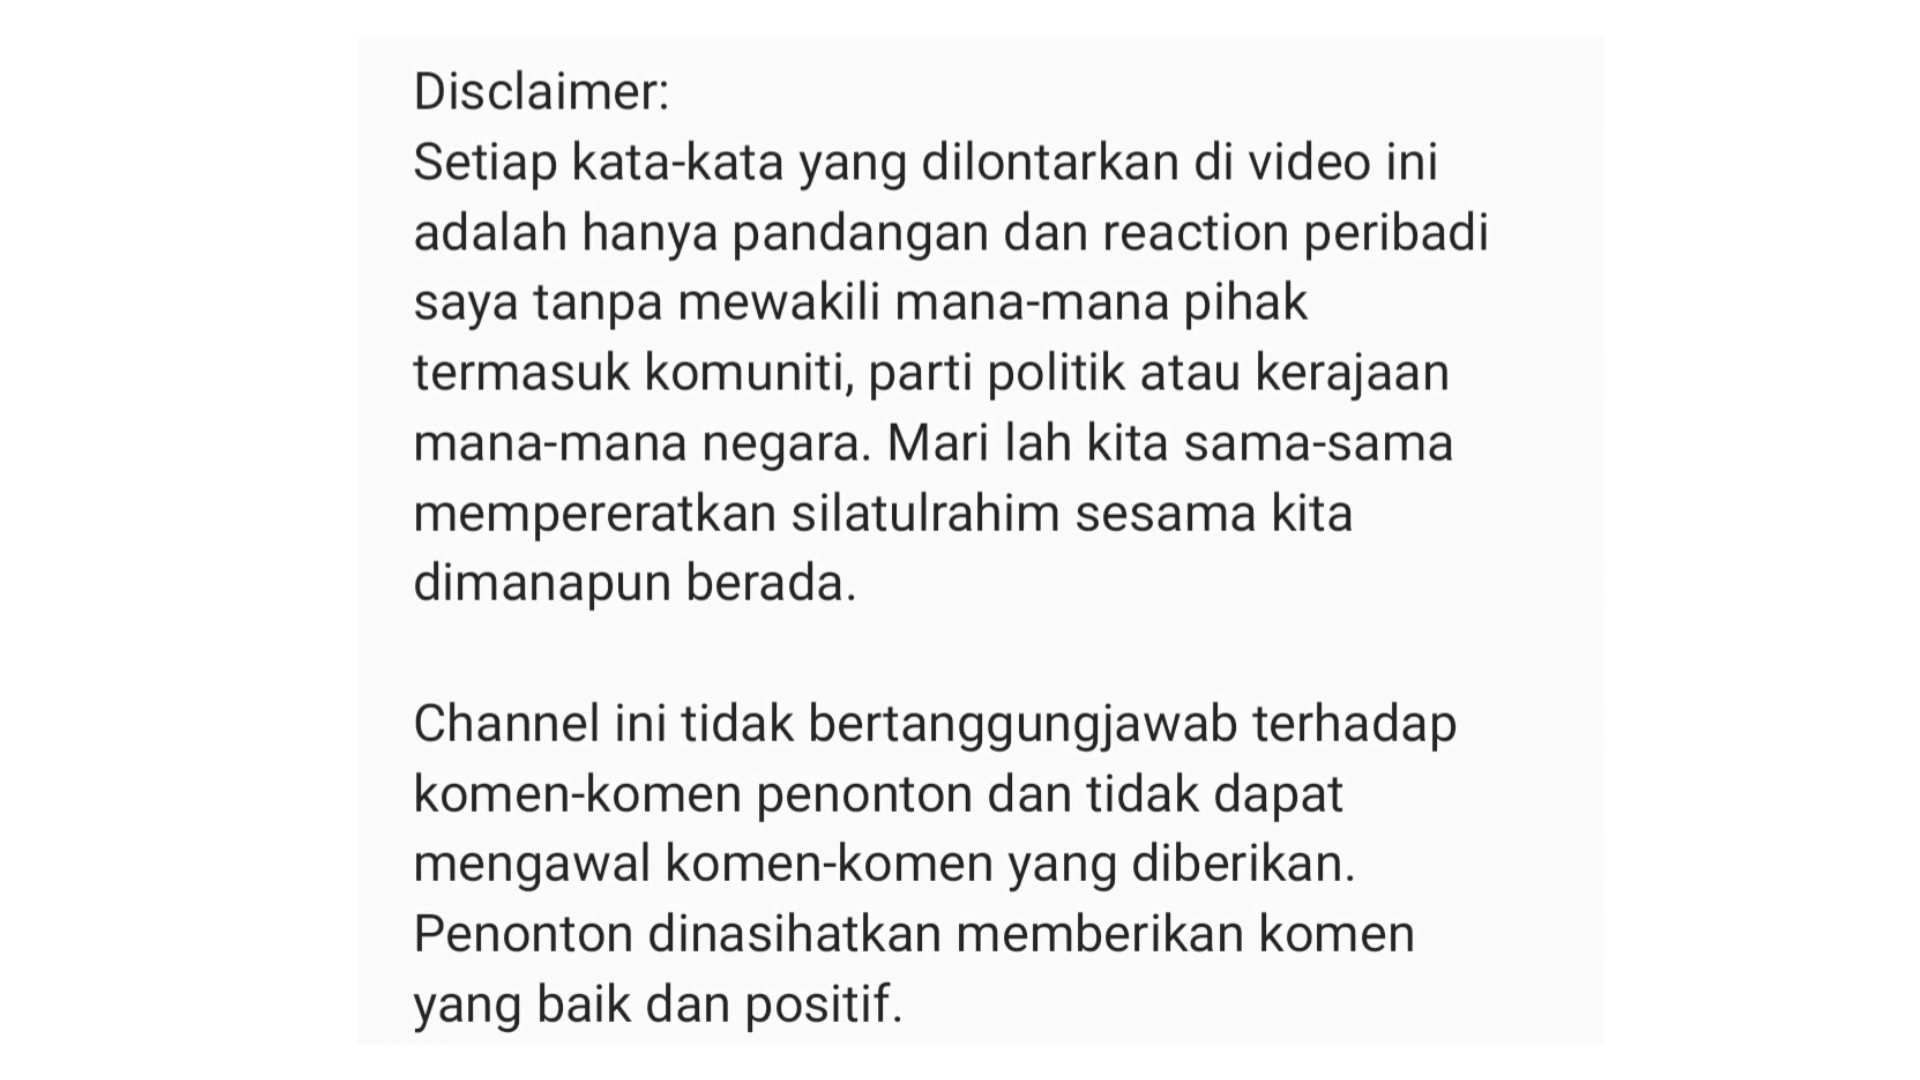 Disclaimer:
Setiap kata-kata yang dilontarkan di video ini
adalah hanya pandangan dan reaction peribadi
saya tanpa mewakili mana-mana pihak
termasuk komuniti, parti politik atau kerajaan
mana-mana negara. Mari lah kita sama-sama
mempereratkan silatulrahim sesama kita
dimanapun berada.

Channel ini tidak bertanggungjawab terhadap
komen-komen penonton dan tidak dapat
mengawal komen-komen yang diberikan.
Penonton dinasihatkan memberikan komen
yang baik dan positif.